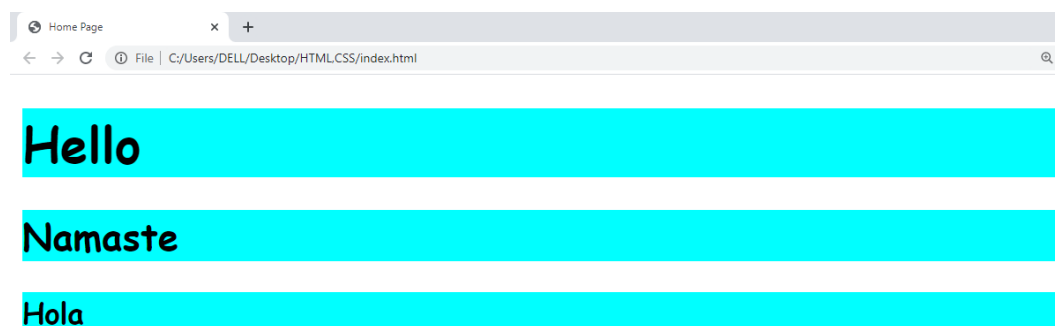 Home Page
File C:/Users/DELL/Desktop/HTML,CSS/index.html
Hello
Namaste
Hola